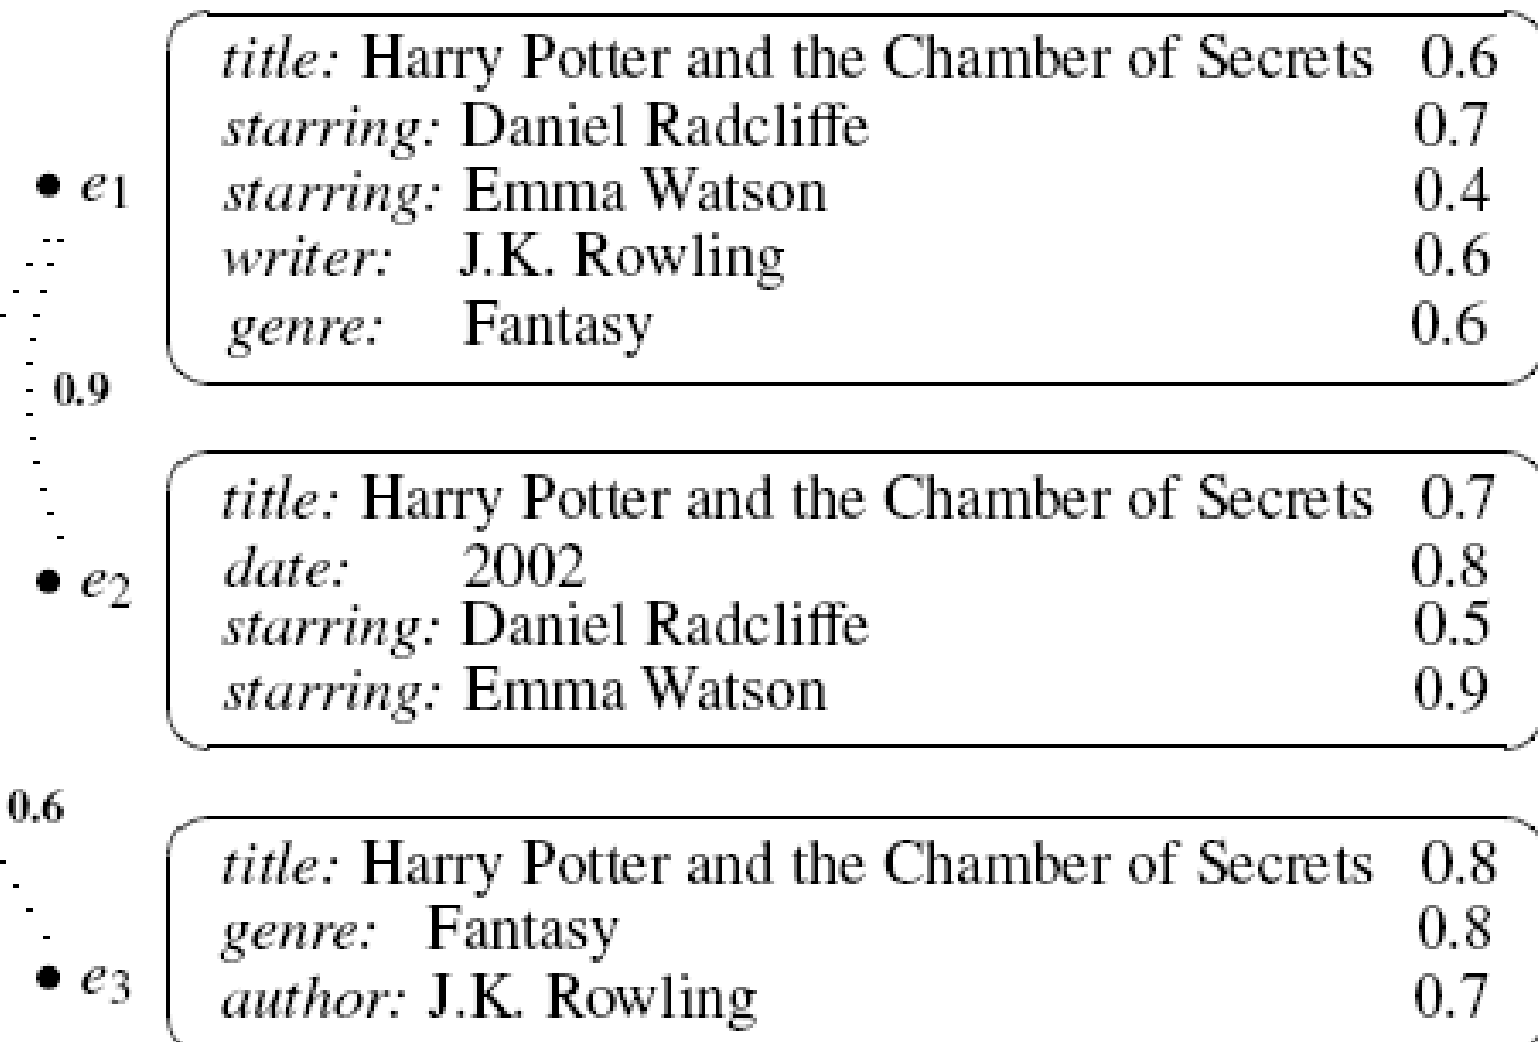 title: Harry Potter and the Chamber of Secrets 0.6
starring: Daniel Radcliffe 0.7
e1 starring: Emma Watson 0.4
writer: J.K. Rowling 0.6
genre: Fantasy 0.6
0.9
title: Harry Potter and the Chamber of Secrets 0.7
e2 date: 2002 0.8
starring: Daniel Radcliffe 0.5
starring: Emma Watson 0.9
0.6
title: Harry Potter and the Chamber of Secrets 0.8
genre: Fantasy 0.8
e3 author: J.K. Rowling 0.7